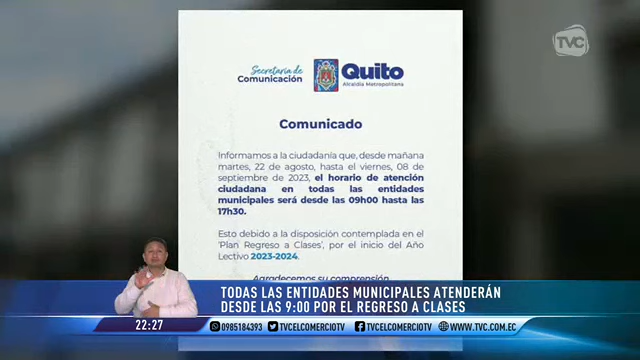 TVC
Secretaría de
Comunicación
Quito
Alcaldía Metropolitana
Comunicado
Informamos a la ciudadanía que, desde mañana
martes, 22 de agosto, hasta el viernes, 08 de
septiembre de 2023, el horario de atención
ciudadana en todas las entidades
municipales será desde las 09h00 hasta las
17h30.
Esto debido a la disposición contemplada en el
'Plan Regreso a Clases', por el inicio del Año
Lectivo 2023-2024.
Agradecemos su comprensión
TODAS LAS ENTIDADES MUNICIPALES ATENDERÁN
DESDE LAS 9:00 POR EL REGRESO A CLASES
22:27 0985184393 TVCELCOMERCIOTV TVCELCOMERCIOTV WWW.TVC.COM.EC